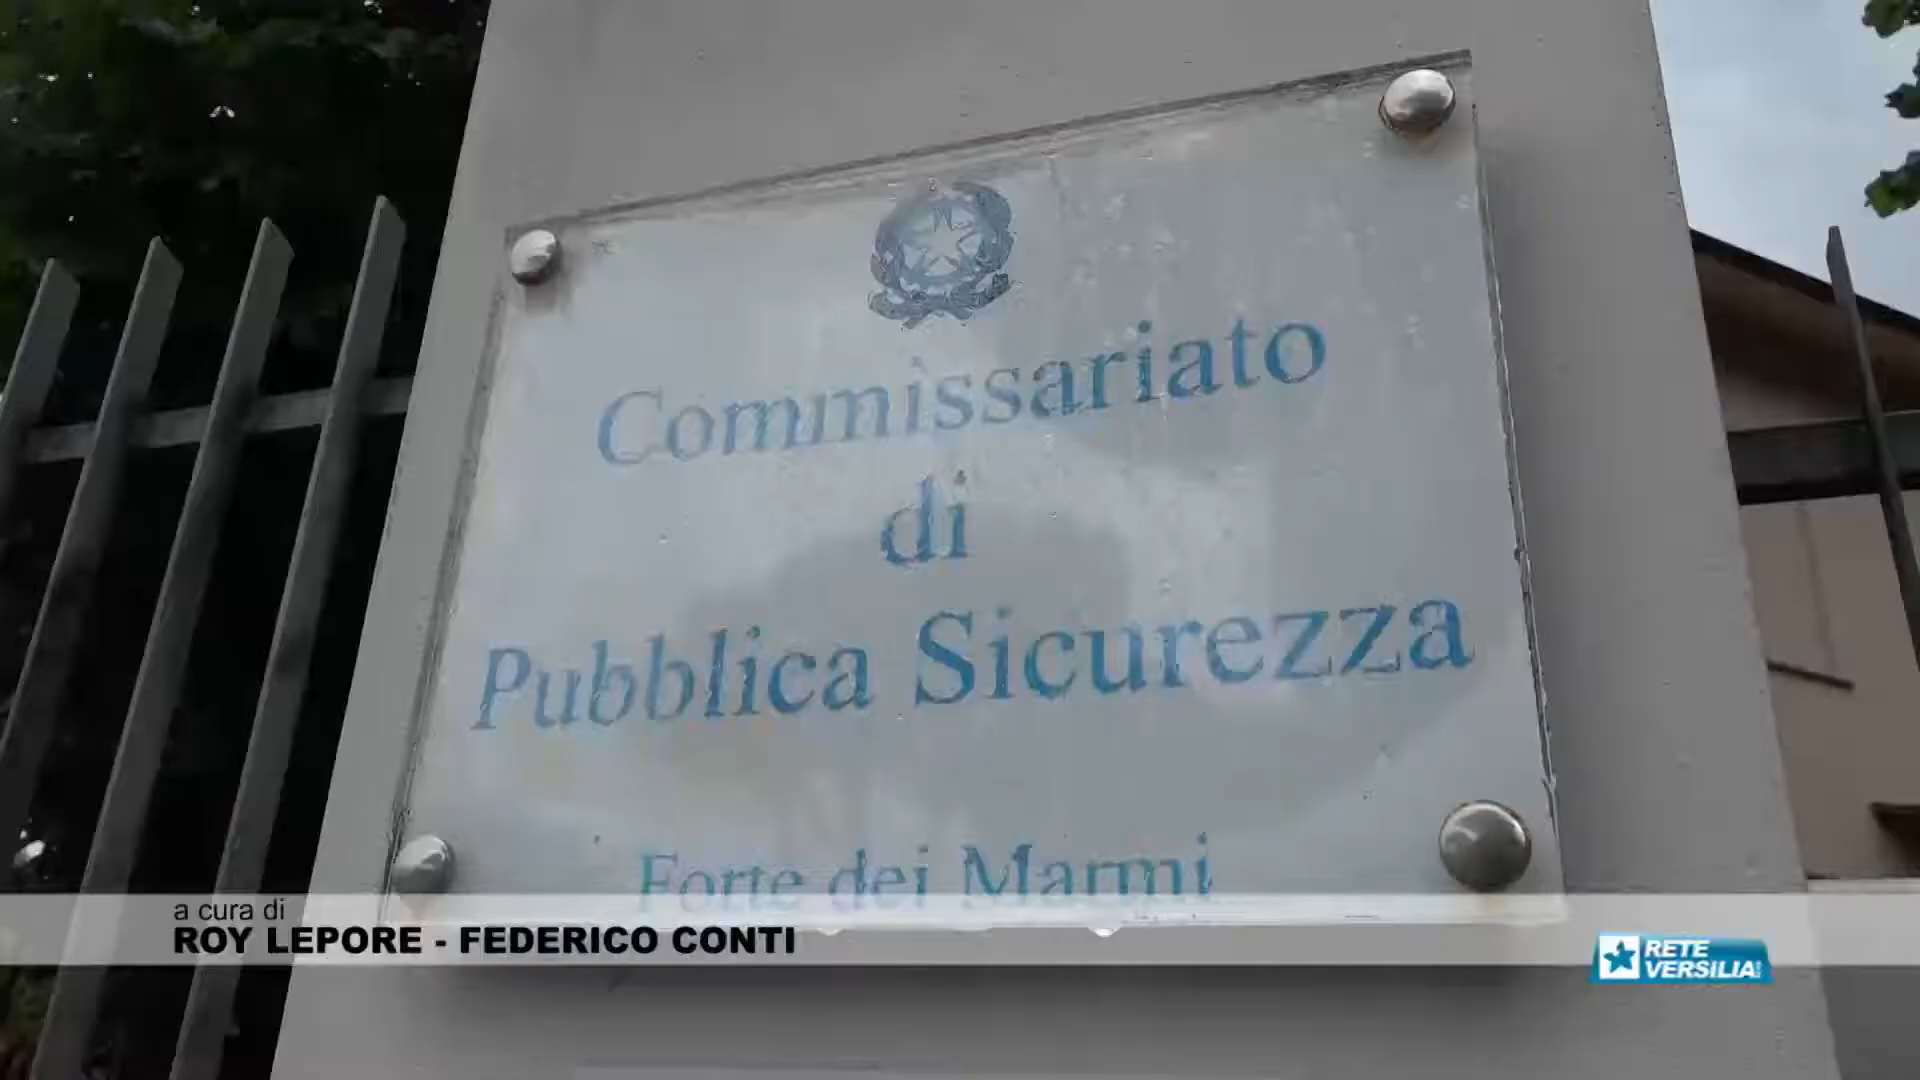 Commissariato
di
Pubblica Sicurezza
Forte dei Marmi
a cura di
ROY LEPORE - FEDERICO CONTI
RETE
VERSILIA